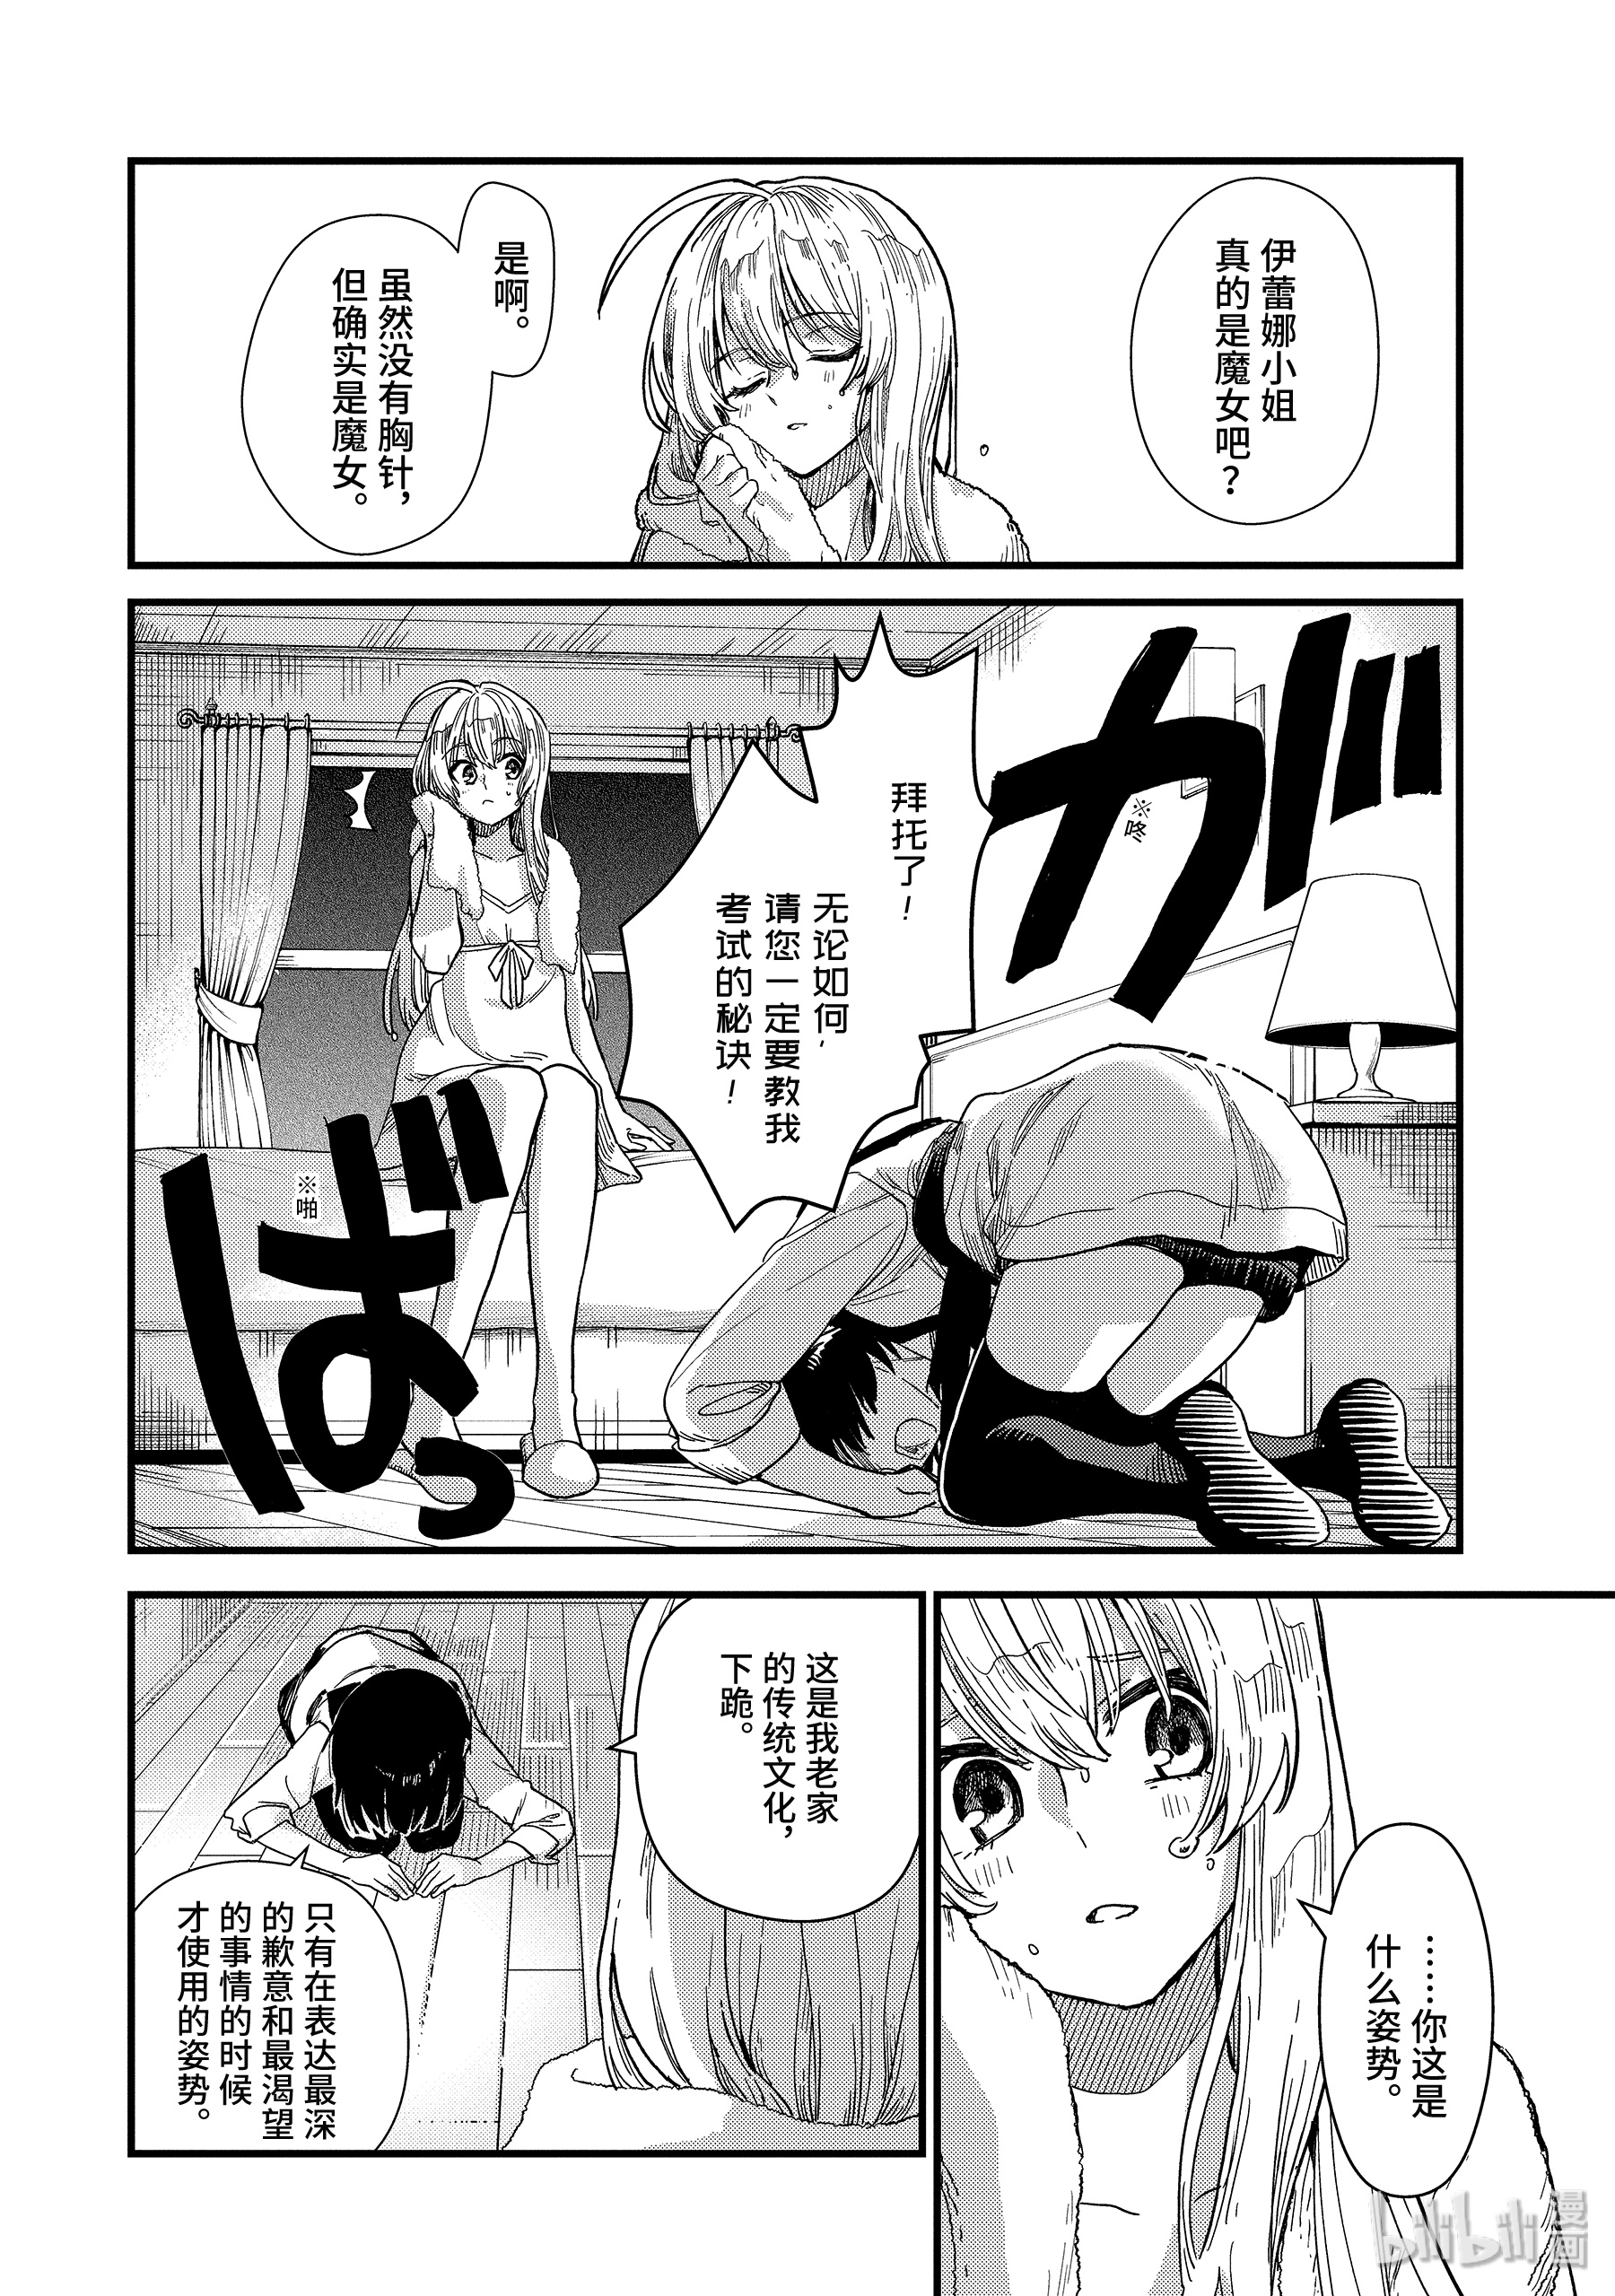 伊蕾娜小姐
真的是魔女吧？
是啊。
虽然没有胸针，
但确实是魔女。
ガバッ
※咚
※啪
拜托了！
无论如何，
请您一定要教我
考试的秘诀！
……你这是
什么姿势。
这是我老家
的传统文化，
下跪。
只有在表达最深
的歉意和最渴望
的事情的时候
才使用的姿势。
bilibili
漫画